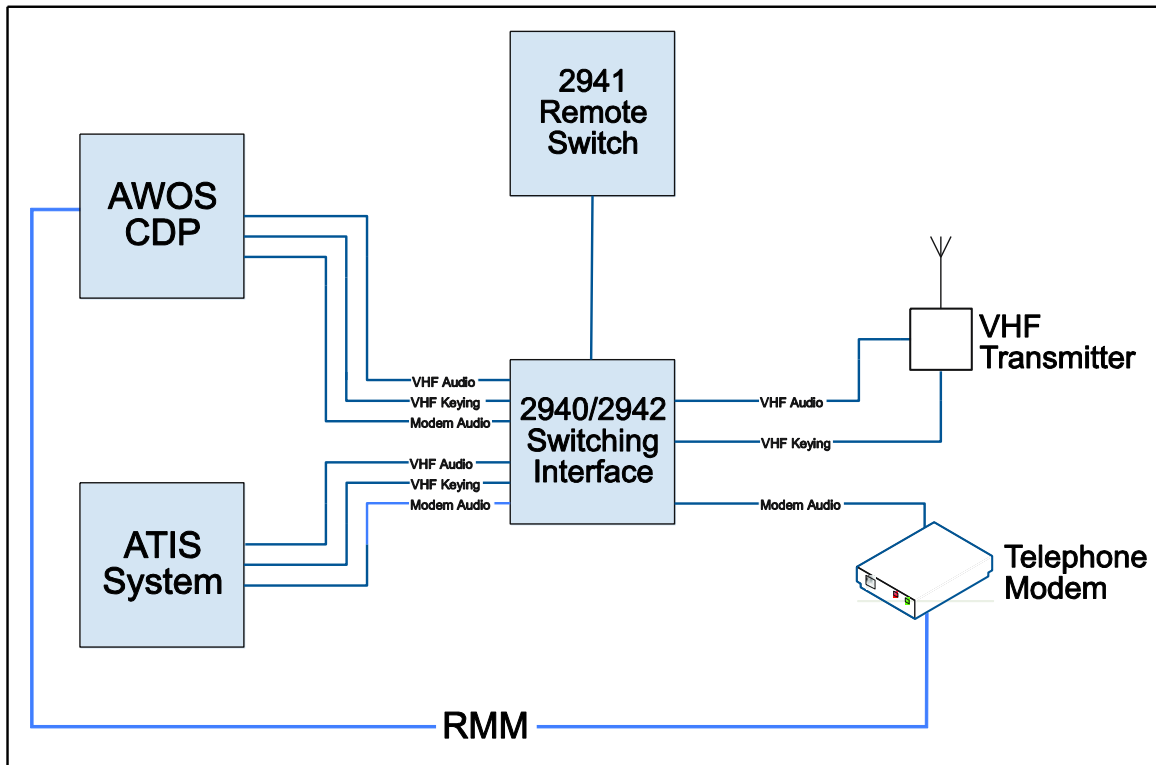 2941
Remote
Switch
AWOS
CDP
VHF
Transmitter
VHF Audio
VHF Keying
Modem Audio
2940/2942
Switching
Interface
VHF Audio
VHF Keying
VHF Audio
VHF Keying
Modem Audio
Modem Audio
ATIS
System
Telephone
Modem
RMM